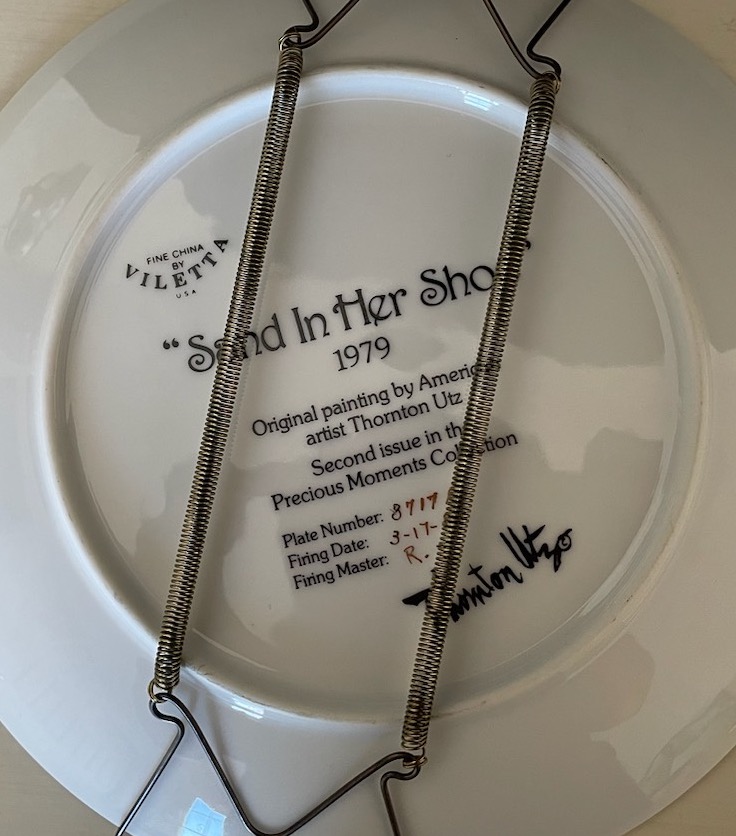 FINE CHINA
BY
VILETTA
USA
"Sand In Her Sho
1979
Original painting by Americ
artist Thornton Utz
Second issue in th
Precious Moments Collection
Plate Number: 8717
Firing Date: 3-17-
Firing Master: R.
Thornton Utz